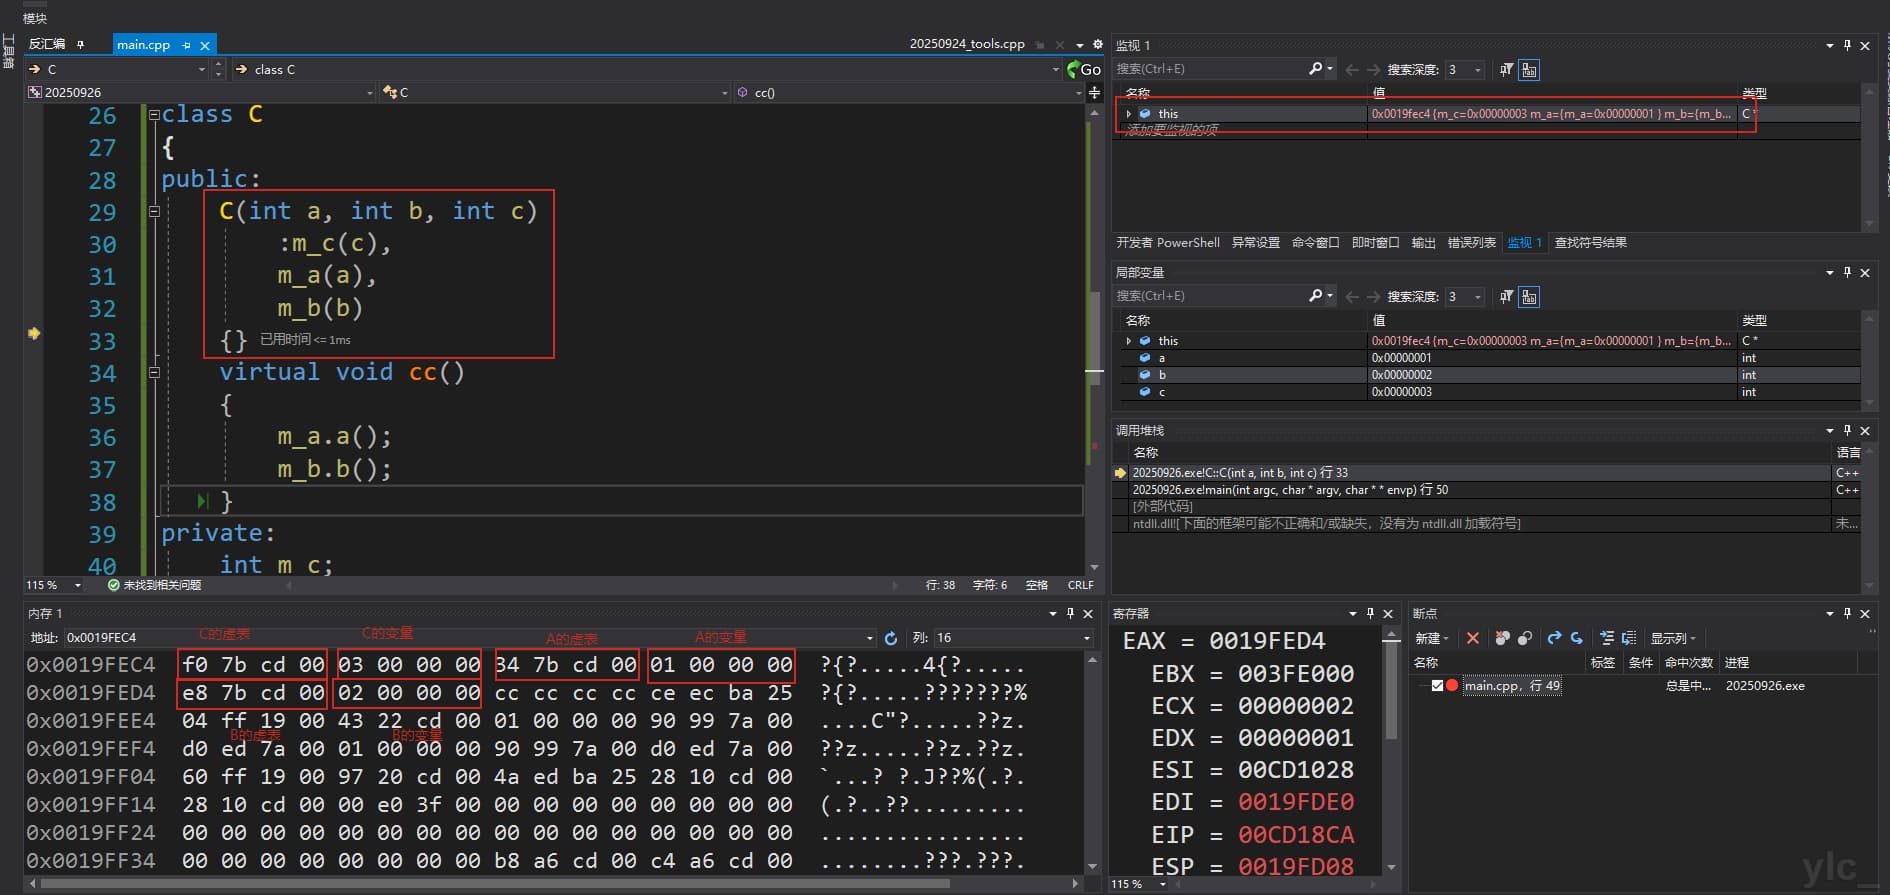 模块
工具箱
反汇编
main.cpp
20250924_tools.cpp
C
class C
Go
20250926
C
cc()
26 class C
27 {
28 public:
29 C(int a, int b, int c)
30 :m_c(c),
31 m_a(a),
32 m_b(b)
33 {} 已用时间 <= 1ms
34 virtual void cc()
35 {
36 m_a.a();
37 m_b.b();
38 }
39 private:
40 int m_c;
115 %
未找到相关问题
行: 38 字符: 6 空格 CRLF
监视 1
搜索(Ctrl+E) 搜索深度: 3
名称 值 类型
this 0x0019fec4 {m_c=0x00000003 m_a={m_a=0x00000001 } m_b={m_b... C *
添加要监视的项
开发者 PowerShell 异常设置 命令窗口 即时窗口 输出 错误列表 监视 1 查找符号结果
局部变量
搜索(Ctrl+E) 搜索深度: 3
名称 值 类型
this 0x0019fec4 {m_c=0x00000003 m_a={m_a=0x00000001 } m_b={m_b... C *
a 0x00000001 int
b 0x00000002 int
c 0x00000003 int
调用堆栈
名称 语言
20250926.exe!C::C(int a, int b, int c) 行 33 C++
20250926.exe!main(int argc, char * argv, char * * envp) 行 50 C++
[外部代码]
ntdll.dll![下面的框架可能不正确和/或缺失，没有为 ntdll.dll 加载符号] 未...
内存 1
地址: 0x0019FEC4 列: 16
C的虚表 C的变量 A的虚表 A的变量
0x0019FEC4 f0 7b cd 00 03 00 00 00 34 7b cd 00 01 00 00 00 ?{?.....4{?.....
0x0019FED4 e8 7b cd 00 02 00 00 00 cc cc cc cc ce ec ba 25 ?{?.....???????%
0x0019FEE4 04 ff 19 00 43 22 cd 00 01 00 00 00 90 99 7a 00 ....C"?.....??z.
B的虚表 B的变量
0x0019FEF4 d0 ed 7a 00 01 00 00 00 90 99 7a 00 d0 ed 7a 00 ??z.....??z.??z.
0x0019FF04 60 ff 19 00 97 20 cd 00 4a ed ba 25 28 10 cd 00 `...? ?.J??%(.?.
0x0019FF14 28 10 cd 00 00 e0 3f 00 00 00 00 00 00 00 00 00 (.?..??.........
0x0019FF24 00 00 00 00 00 00 00 00 00 00 00 00 00 00 00 00 ................
0x0019FF34 00 00 00 00 00 00 00 00 b8 a6 cd 00 c4 a6 cd 00 ........???.???.
寄存器
EAX = 0019FED4
EBX = 003FE000
ECX = 00000002
EDX = 00000001
ESI = 00CD1028
EDI = 0019FDE0
EIP = 00CD18CA
ESP = 0019FD08
115 %
断点
新建 显示列
名称 标签 条件 命中次数 进程
main.cpp，行 49 总是中... 20250926.exe
ylc_